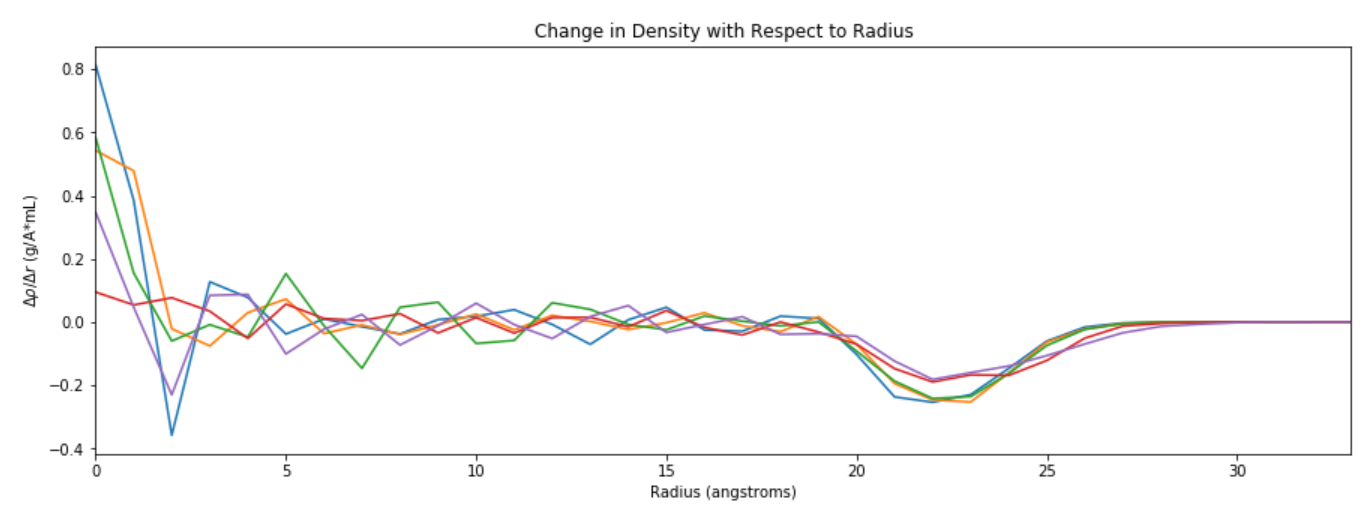 Change in Density with Respect to Radius
Δρ/Δr (g/A*mL)
0.8
0.6
0.4
0.2
0.0
−0.2
−0.4
0 5 10 15 20 25 30
Radius (angstroms)